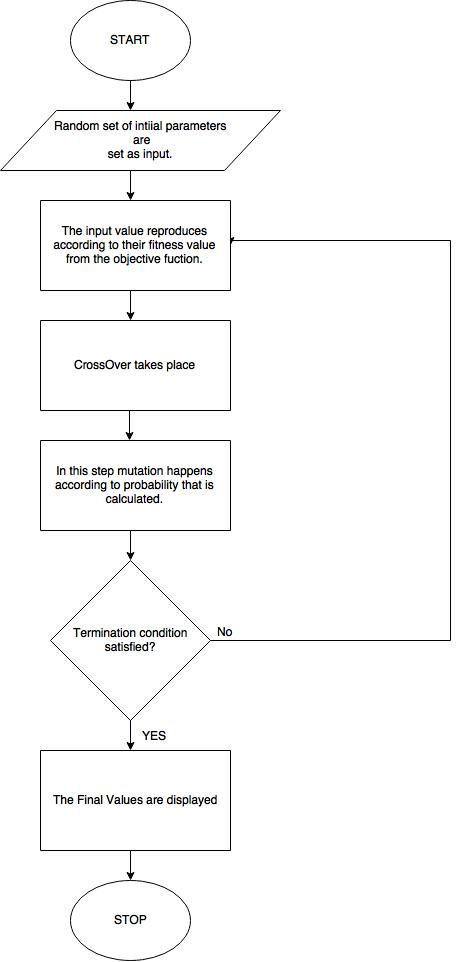 START
Random set of intiial parameters
are
set as input.
The input value reproduces
according to their fitness value
from the objective fuction.
CrossOver takes place
In this step mutation happens
according to probability that is
calculated.
Termination condition
satisfied?
No
YES
The Final Values are displayed
STOP